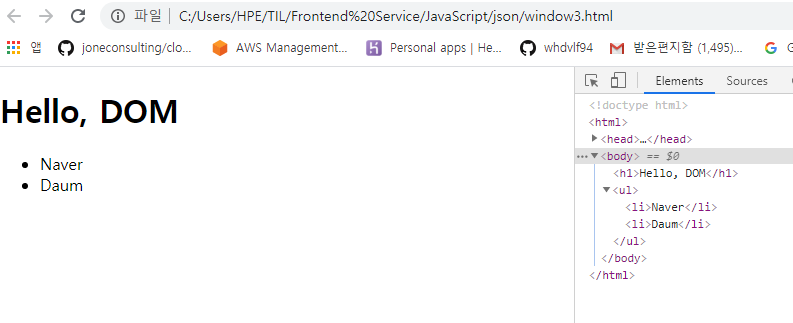 파일 C:/Users/HPE/TIL/Frontend%20Service/JavaScript/json/window3.html
앱 joneconsulting/clo... AWS Management... Personal apps | He... whdvlf94 받은편지함 (1,495)... G
Hello, DOM
• Naver
• Daum
Elements Sources
<!doctype html>
<html>
<head>…</head>
<body> == $0
<h1>Hello, DOM</h1>
<ul>
<li>Naver</li>
<li>Daum</li>
</ul>
</body>
</html>